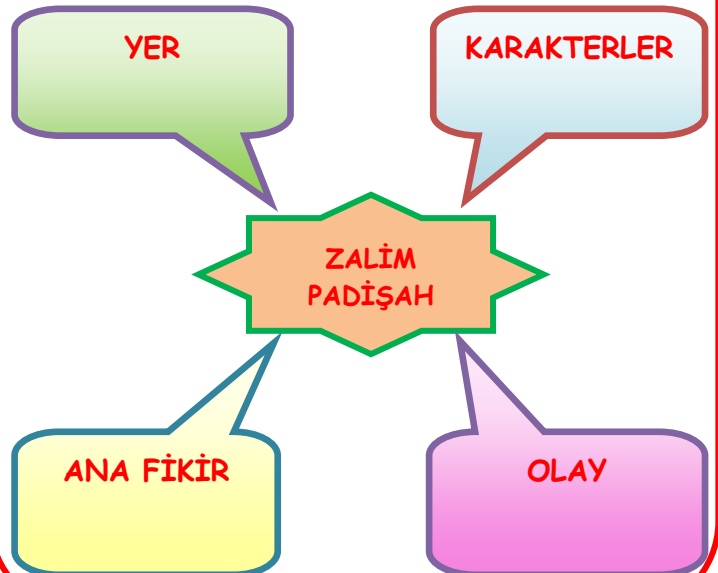 YER
KARAKTERLER
ZALİM
PADİŞAH
ANA FİKİR
OLAY